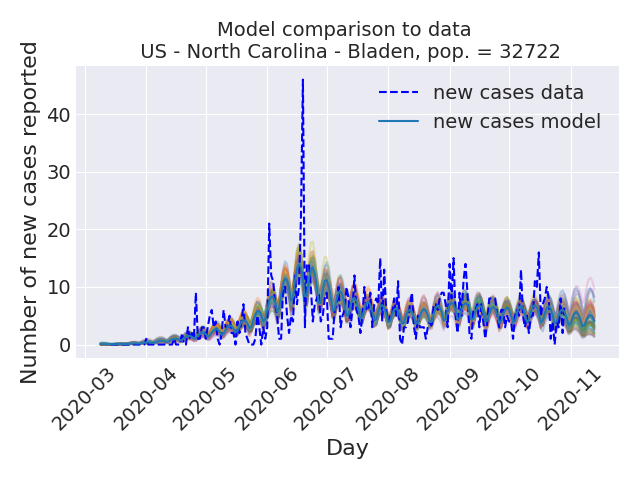 Model comparison to data
US - North Carolina - Bladen, pop. = 32722
Number of new cases reported
40
30
20
10
0
new cases data
new cases model
2020-03
2020-04
2020-05
2020-06
2020-07
2020-08
2020-09
2020-10
2020-11
Day